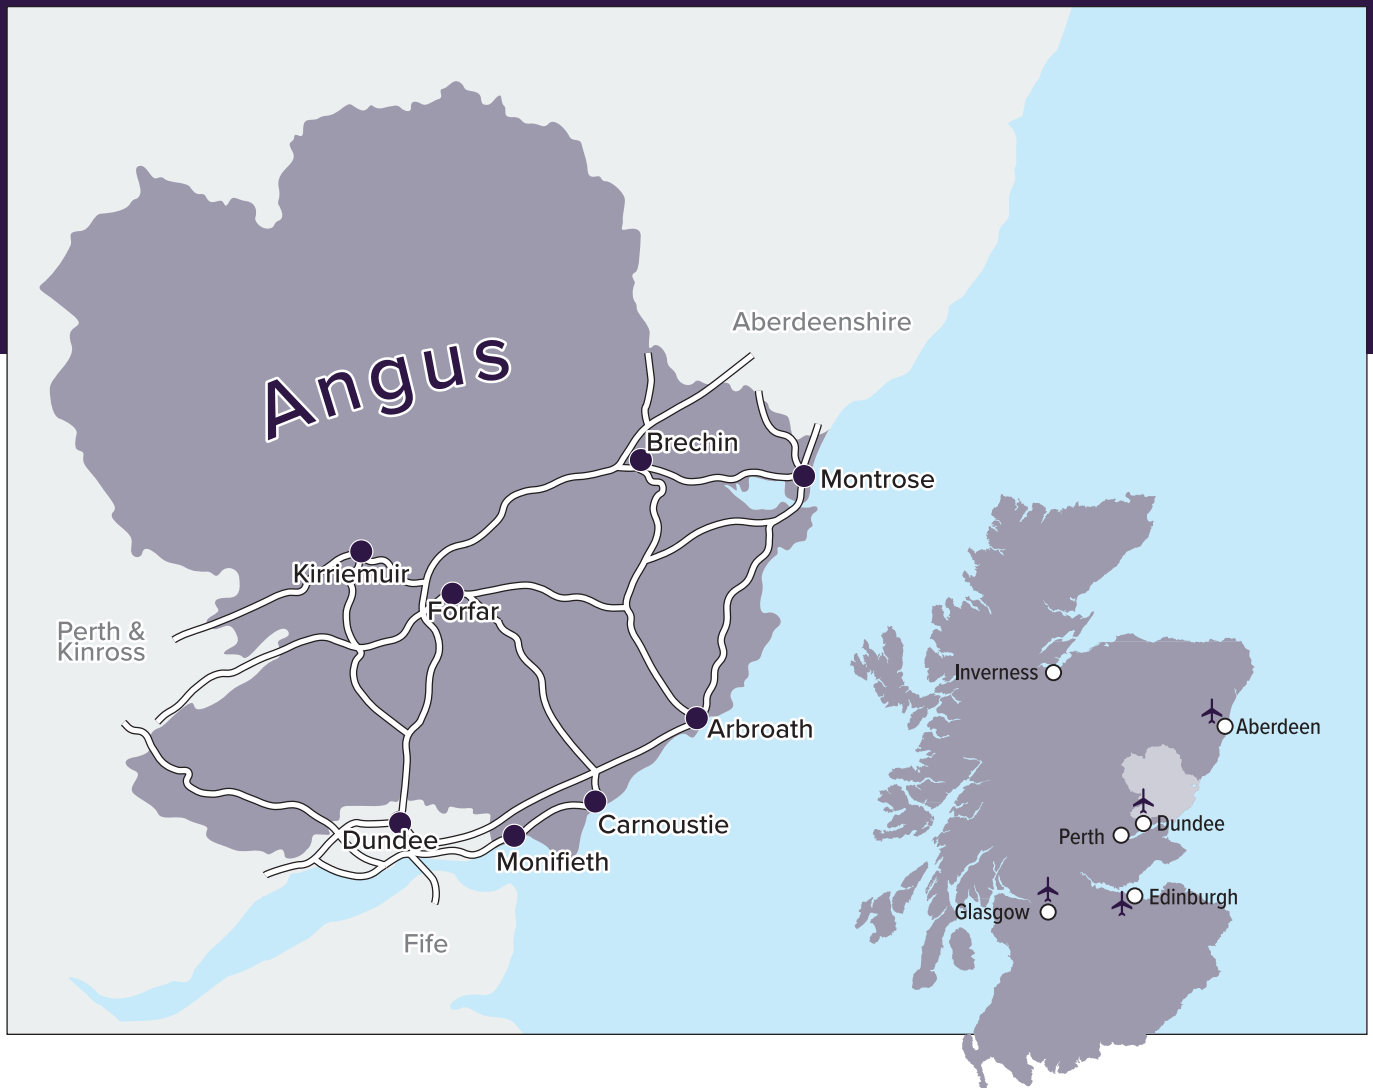 Aberdeenshire
Angus
Brechin
Montrose
Kirriemuir
Forfar
Perth &
Kinross
Inverness
Aberdeen
Arbroath
Carnoustie
Dundee
Monifieth
Dundee
Perth
Edinburgh
Glasgow
Fife